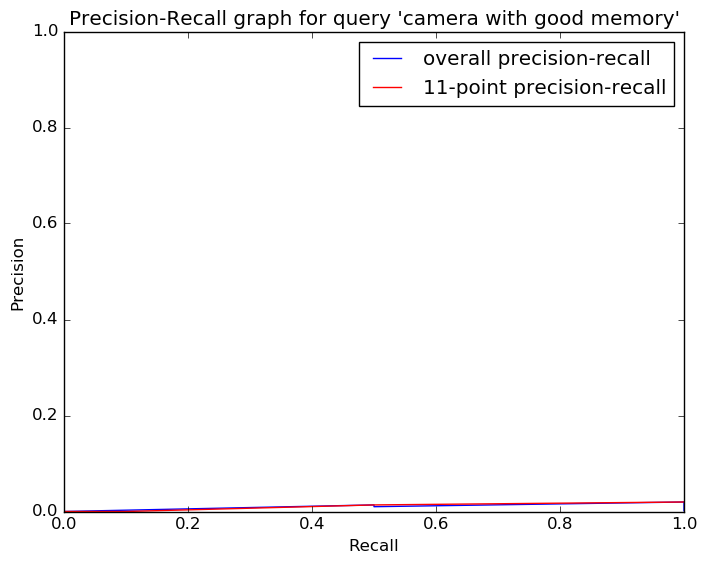 Precision-Recall graph for query 'camera with good memory'
overall precision-recall
11-point precision-recall
1.0
0.8
0.6
0.4
0.2
0.0
Precision
0.0 0.2 0.4 0.6 0.8 1.0
Recall